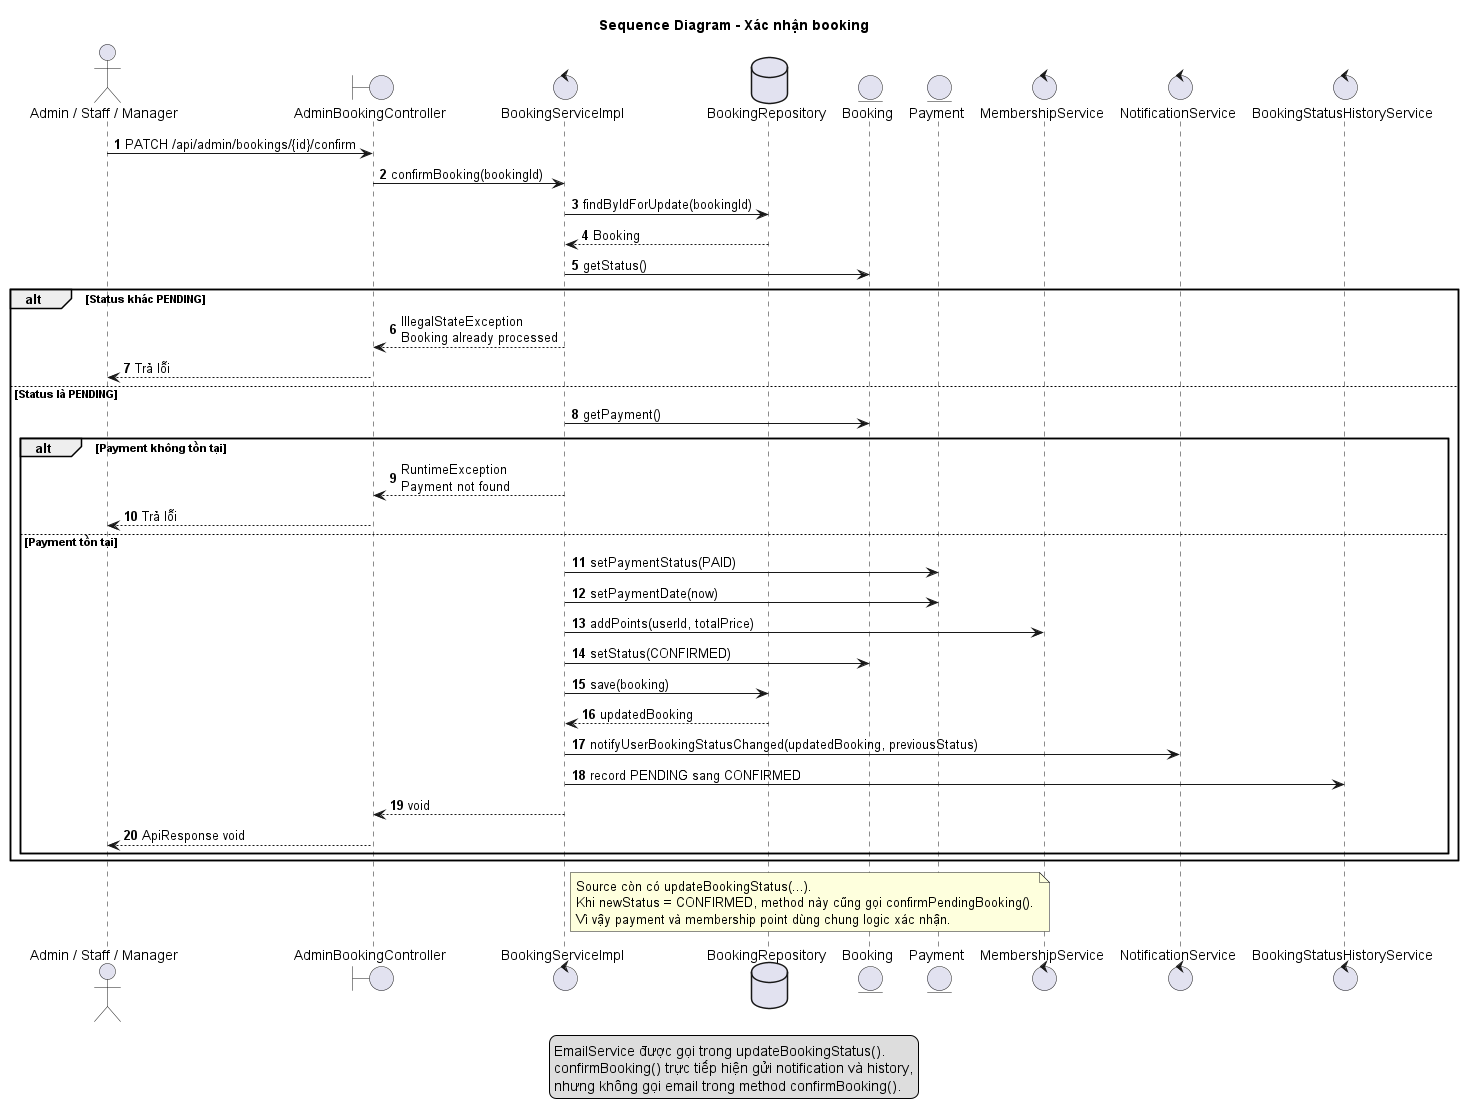 Sequence Diagram - Xác nhận booking
Admin / Staff / Manager
AdminBookingController
BookingServiceImpl
BookingRepository
Booking
Payment
MembershipService
NotificationService
BookingStatusHistoryService
1 PATCH /api/admin/bookings/{id}/confirm
2 confirmBooking(bookingId)
3 findByIdForUpdate(bookingId)
4 Booking
5 getStatus()
alt [Status khác PENDING]
6 IllegalStateException
Booking already processed
7 Trả lỗi
[Status là PENDING]
8 getPayment()
alt [Payment không tồn tại]
9 RuntimeException
Payment not found
10 Trả lỗi
[Payment tồn tại]
11 setPaymentStatus(PAID)
12 setPaymentDate(now)
13 addPoints(userId, totalPrice)
14 setStatus(CONFIRMED)
15 save(booking)
16 updatedBooking
17 notifyUserBookingStatusChanged(updatedBooking, previousStatus)
18 record PENDING sang CONFIRMED
19 void
20 ApiResponse void
Source còn có updateBookingStatus(...).
Khi newStatus = CONFIRMED, method này cũng gọi confirmPendingBooking().
Vì vậy payment và membership point dùng chung logic xác nhận.
Admin / Staff / Manager
AdminBookingController
BookingServiceImpl
BookingRepository
Booking
Payment
MembershipService
NotificationService
BookingStatusHistoryService
EmailService được gọi trong updateBookingStatus().
confirmBooking() trực tiếp hiện gửi notification và history,
nhưng không gọi email trong method confirmBooking().